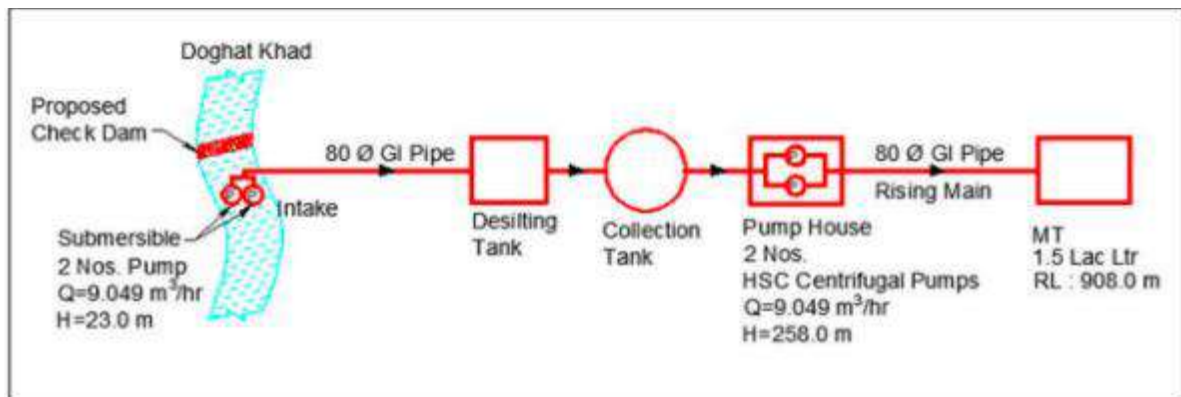 Doghat Khad
Proposed
Check Dam
80 Ø GI Pipe
Intake
Submersible
2 Nos. Pump
Q=9.049 m³/hr
H=23.0 m
Desilting
Tank
Collection
Tank
Pump House
2 Nos.
HSC Centrifugal Pumps
Q=9.049 m³/hr
H=258.0 m
80 Ø GI Pipe
Rising Main
MT
1.5 Lac Ltr
RL : 908.0 m